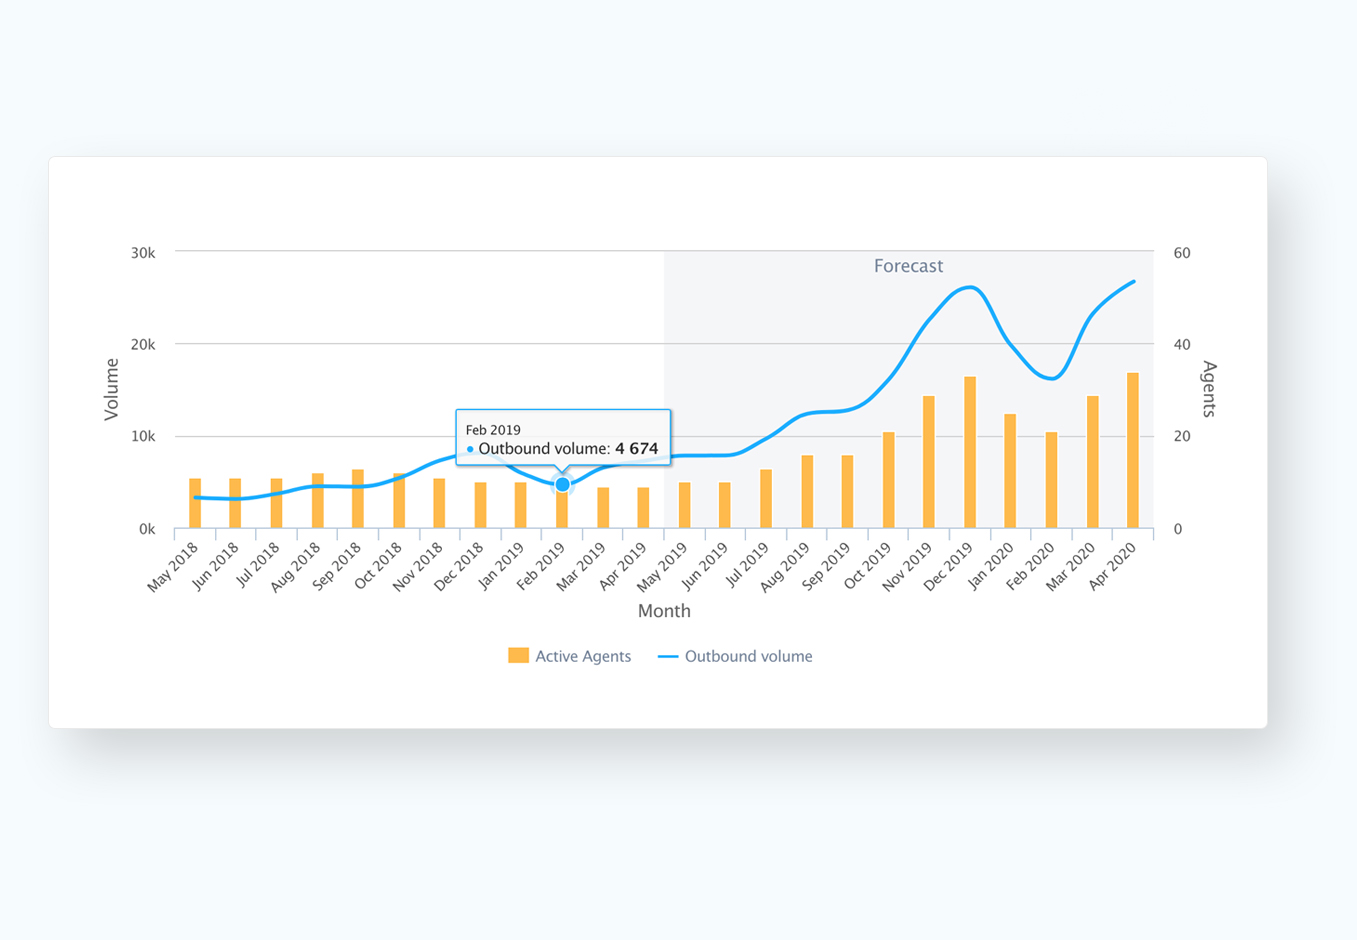 30k
60
Forecast
20k
40
Volume
Agents
Feb 2019
Outbound volume: 4 674
10k
20
0k
0
May 2018
Jun 2018
Jul 2018
Aug 2018
Sep 2018
Oct 2018
Nov 2018
Dec 2018
Jan 2019
Feb 2019
Mar 2019
Apr 2019
May 2019
Jun 2019
Jul 2019
Aug 2019
Sep 2019
Oct 2019
Nov 2019
Dec 2019
Jan 2020
Feb 2020
Mar 2020
Apr 2020
Month
Active Agents
Outbound volume